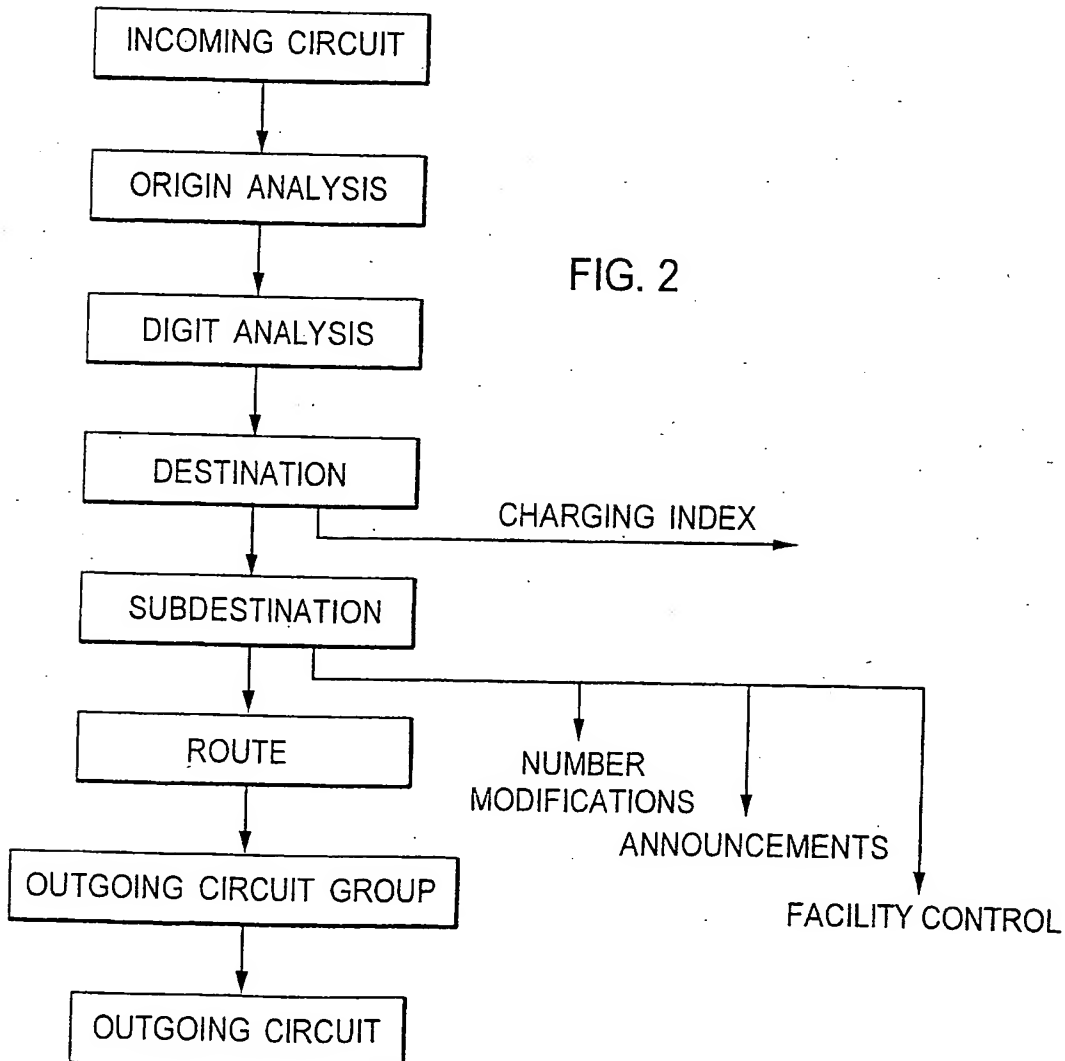 INCOMING CIRCUIT
ORIGIN ANALYSIS
FIG. 2
DIGIT ANALYSIS
DESTINATION
CHARGING INDEX
SUBDESTINATION
ROUTE
NUMBER
MODIFICATIONS
ANNOUNCEMENTS
OUTGOING CIRCUIT GROUP
FACILITY CONTROL
OUTGOING CIRCUIT